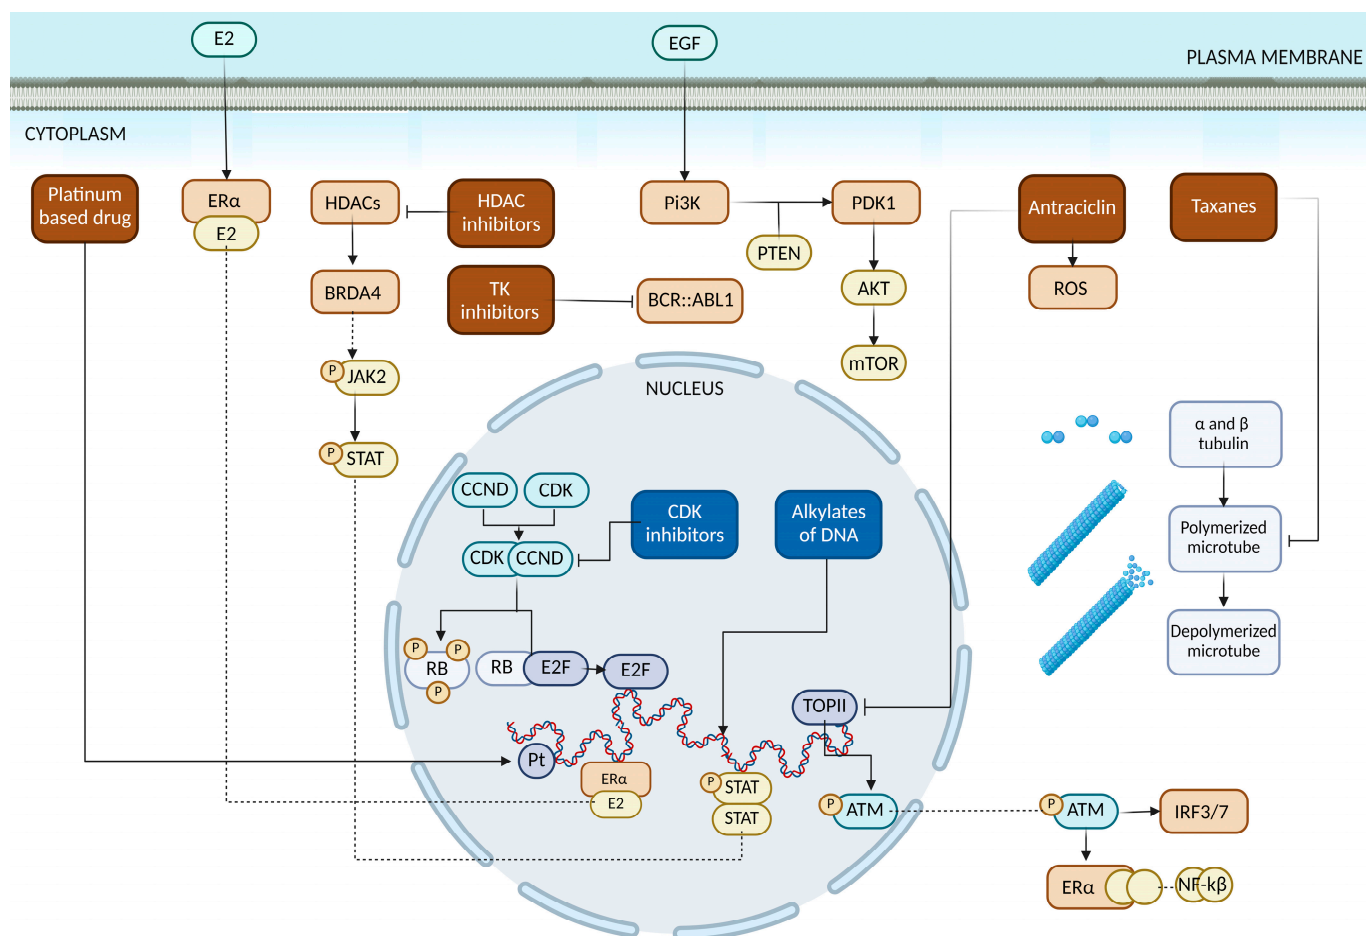 E2
EGF
PLASMA MEMBRANE
CYTOPLASM
Platinum
based drug
ERα
E2
HDACs
HDAC
inhibitors
Pi3K
PDK1
PTEN
Antraciclin
Taxanes
ROS
BRDA4
TK
inhibitors
BCR::ABL1
AKT
mTOR
P
JAK2
NUCLEUS
P
STAT
α and β
tubulin
CCND
CDK
CDK
inhibitors
Alkylates
of DNA
Polymerized
microtube
CDK
CCND
Depolymerized
microtube
P
P
RB
P
RB
E2F
E2F
TOPII
Pt
ERα
E2
P
STAT
STAT
P
ATM
P
ATM
IRF3/7
ERα
NF-kβ